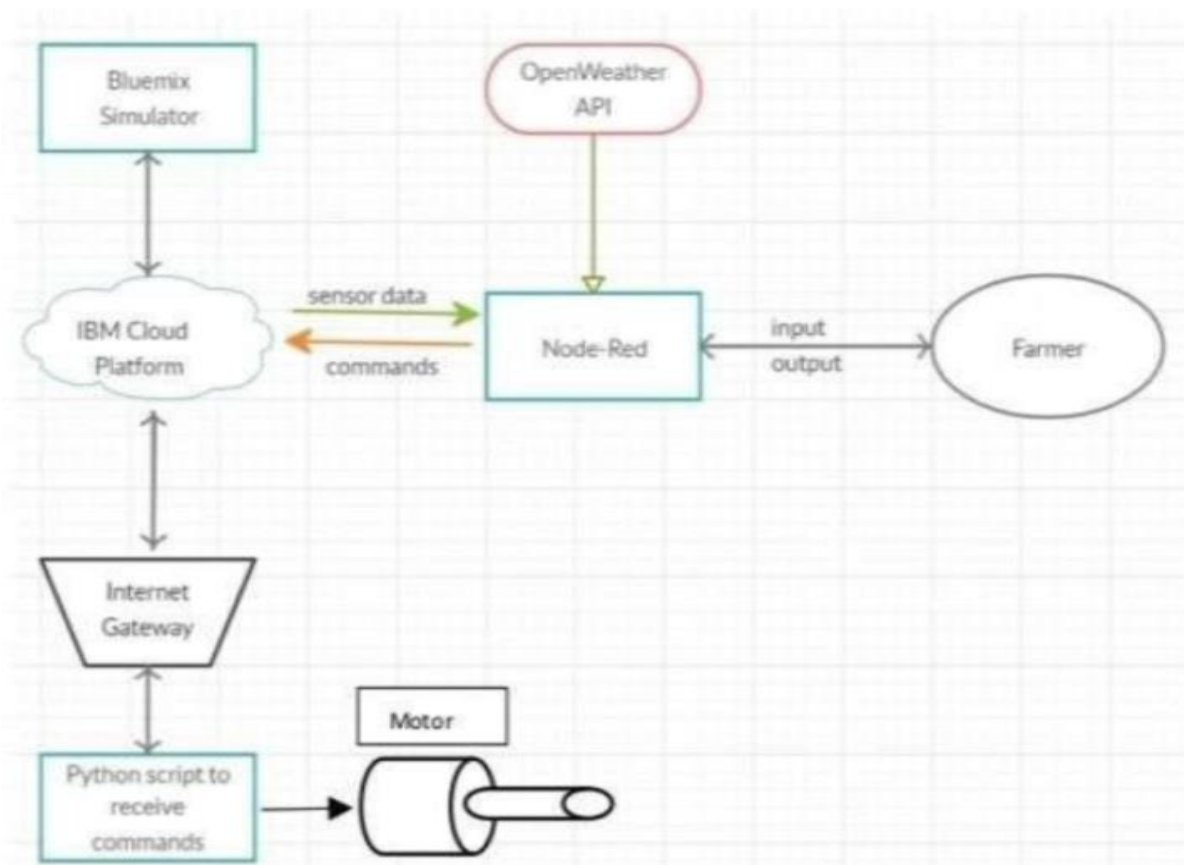 Bluemix
Simulator
OpenWeather
API
sensor data
IBM Cloud
Platform
commands
Node-Red
input
output
Farmer
Internet
Gateway
Motor
Python script to
receive
commands